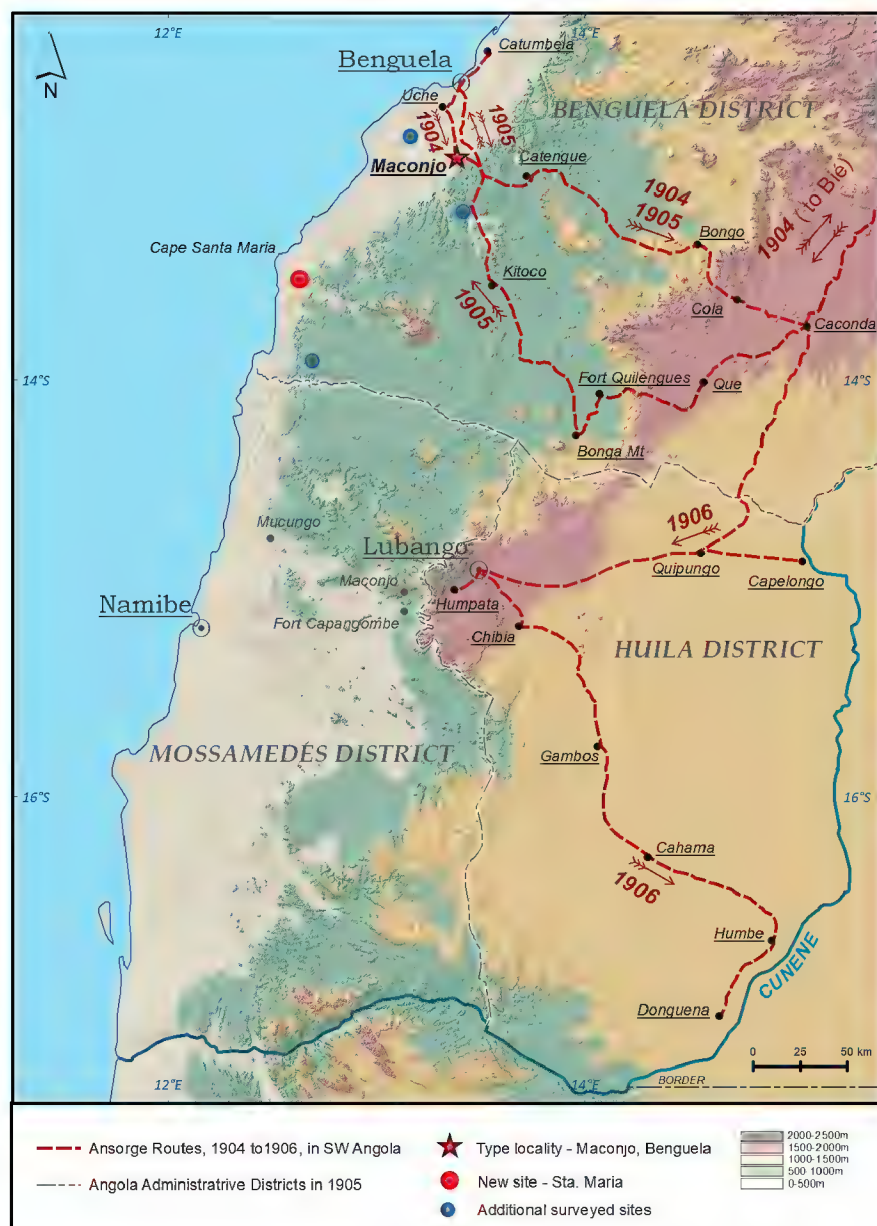 12°E
14°E
Catumbela
Benguela
N
Uche
BENGUELA DISTRICT
1904
1905
Maconjo
Catengue
1904
1905
1904 (to Bié)
Bongo
Cape Santa Maria
Kitoco
1905
Cola
Caconda
14°S
14°S
Fort Quilengues
Que
Bonga Mt
1906
Mucungo
Lubango
Quipungo
Capelongo
Maconjo
Humpata
Namibe
Fort Capangombe
Chibia
HUILA DISTRICT
MOSSAMEDÉS DISTRICT
Gambos
16°S
16°S
Cahama
1906
Humbe
CUNENE
Donguena
0 25 50 km
12°E
14°E
BORDER
Ansorge Routes, 1904 to1906, in SW Angola
Angola Administratrive Districts in 1905
Type locality - Maconjo, Benguela
New site - Sta. Maria
Additional surveyed sites
2000-2500m
1500-2000m
1000-1500m
500-1000m
0-500m